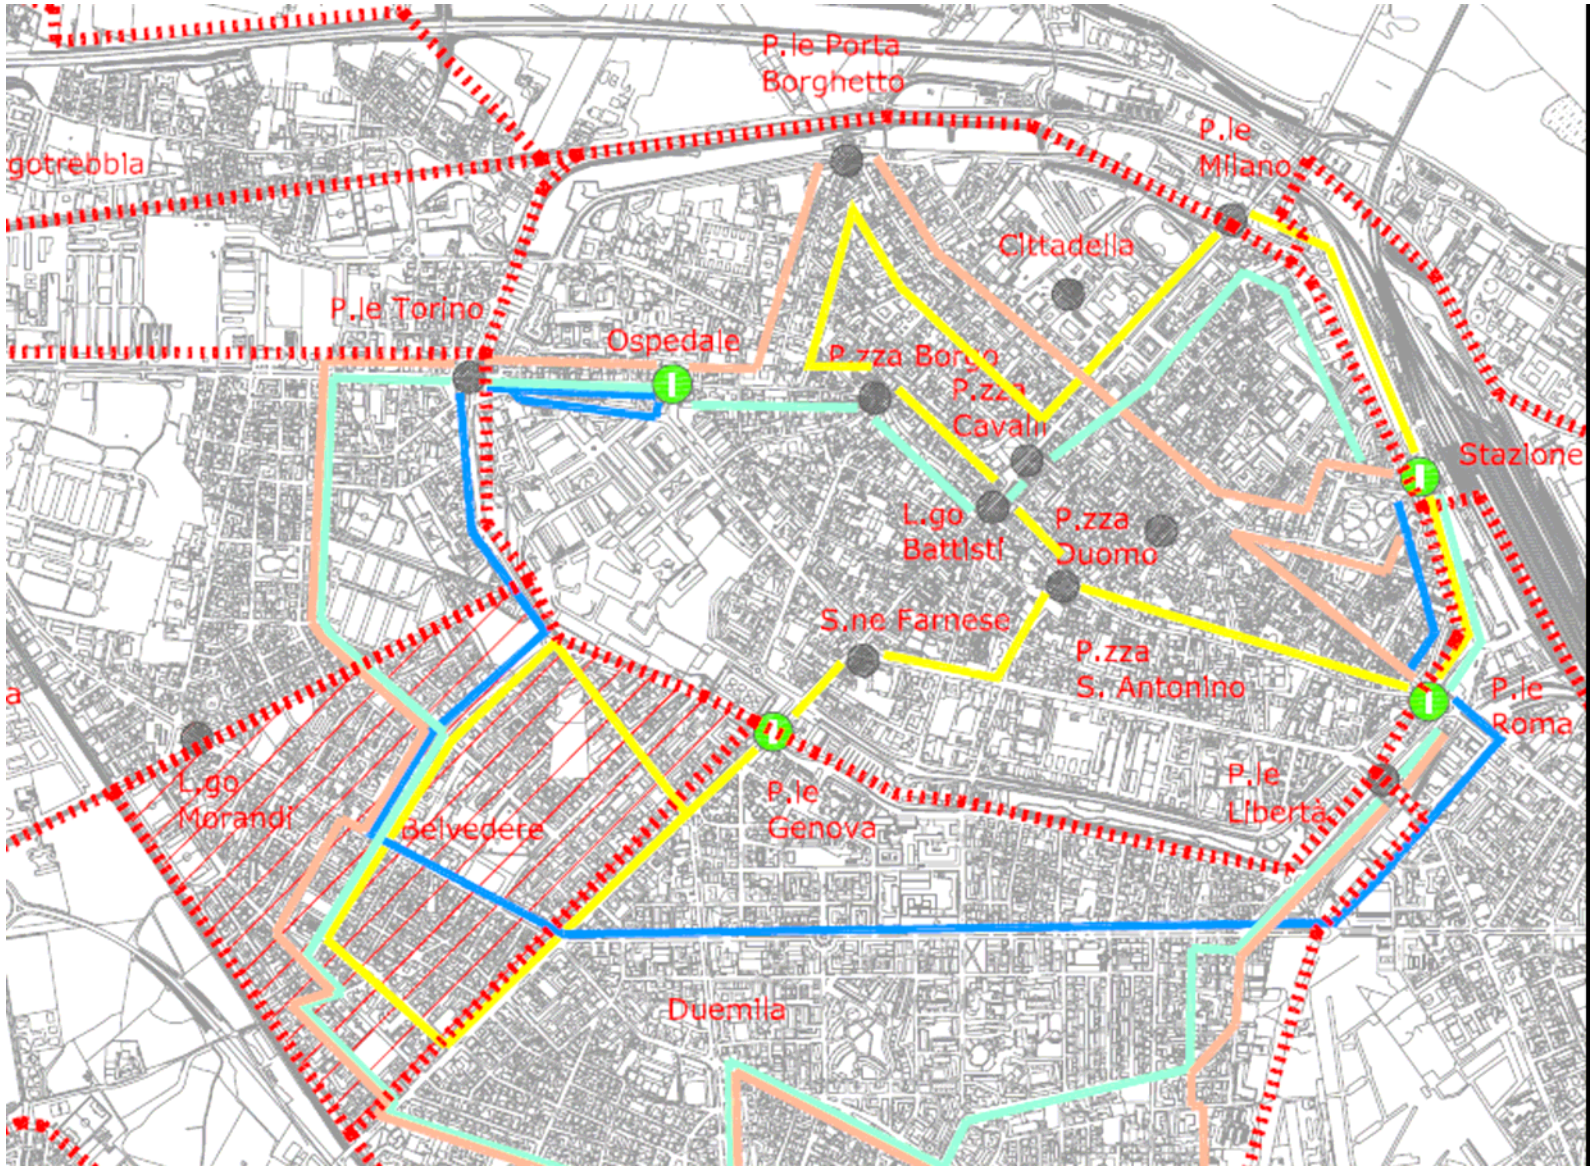 P.le Porta
Borghetto
P.le
Milano
gotrebbia
Cittadella
P.le Torino
Ospedale
P.zza Borgo
P.zza
Cavalli
Stazione
L.go
Battisti
P.zza
Duomo
S.ne Farnese
P.zza
S. Antonino
a
P.le
Roma
L.go
Morandi
Belvedere
P.le
Genova
P.le
Libertà
Duemila